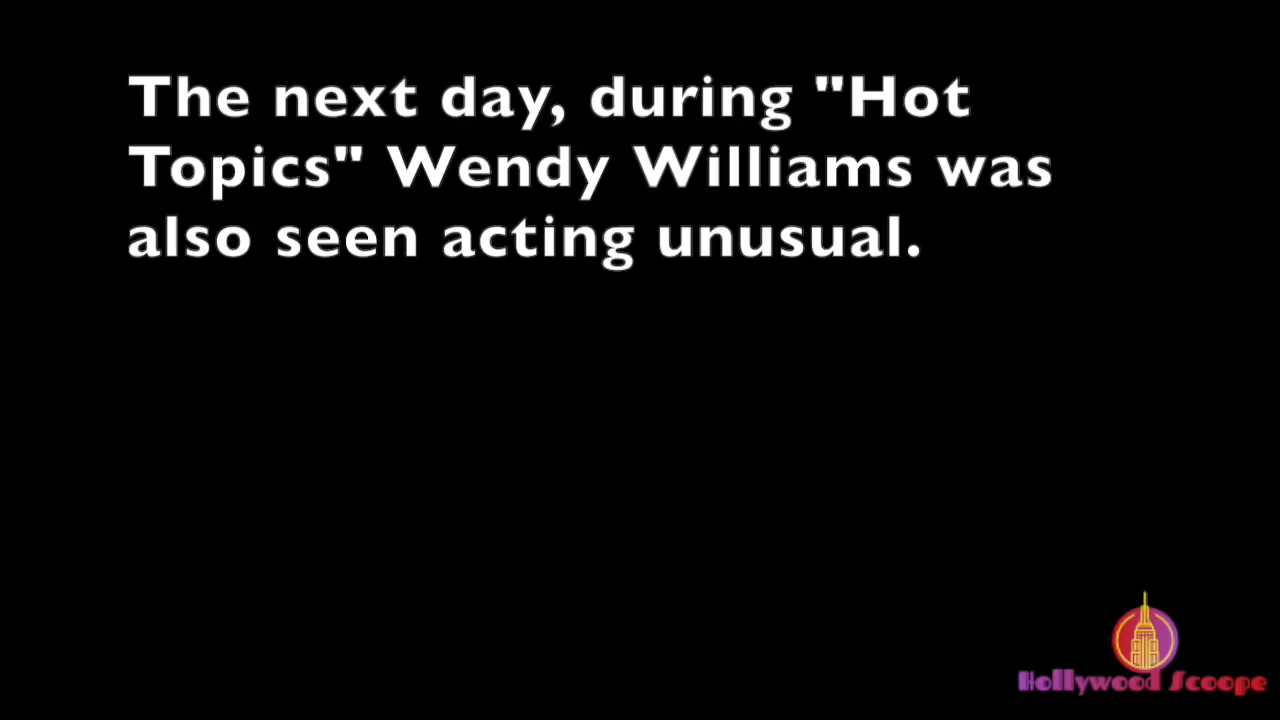 The next day, during "Hot
Topics" Wendy Williams was
also seen acting unusual.
Hollywood Scoope